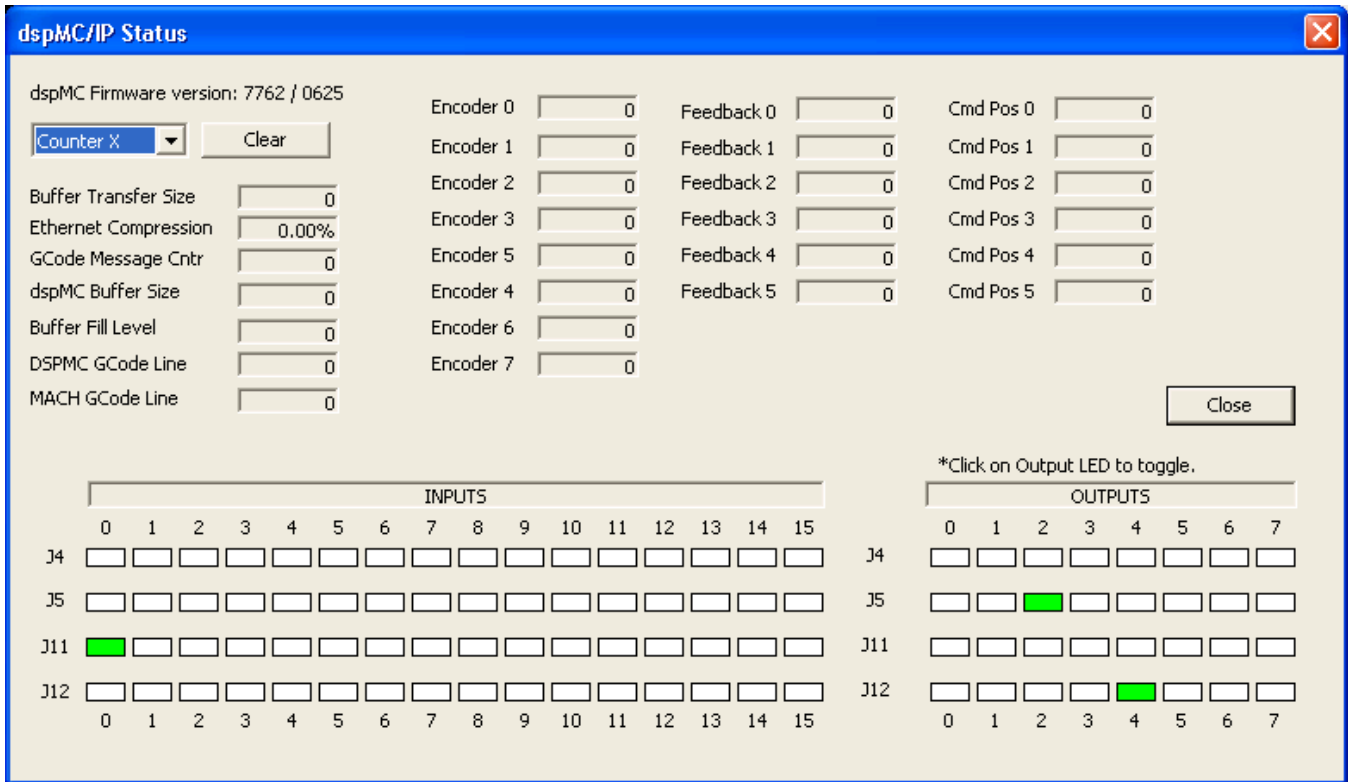 dspMC/IP Status
dspMC Firmware version: 7762 / 0625
Counter X Clear
Buffer Transfer Size 0
Ethernet Compression 0.00%
GCode Message Cntr 0
dspMC Buffer Size 0
Buffer Fill Level 0
DSPMC GCode Line 0
MACH GCode Line 0
Encoder 0 0
Encoder 1 0
Encoder 2 0
Encoder 3 0
Encoder 5 0
Encoder 4 0
Encoder 6 0
Encoder 7 0
Feedback 0 0
Feedback 1 0
Feedback 2 0
Feedback 3 0
Feedback 4 0
Feedback 5 0
Cmd Pos 0 0
Cmd Pos 1 0
Cmd Pos 2 0
Cmd Pos 3 0
Cmd Pos 4 0
Cmd Pos 5 0
Close
INPUTS
0 1 2 3 4 5 6 7 8 9 10 11 12 13 14 15
J4
J5
J11
J12
0 1 2 3 4 5 6 7 8 9 10 11 12 13 14 15
*Click on Output LED to toggle.
OUTPUTS
0 1 2 3 4 5 6 7
J4
J5
J11
J12
0 1 2 3 4 5 6 7